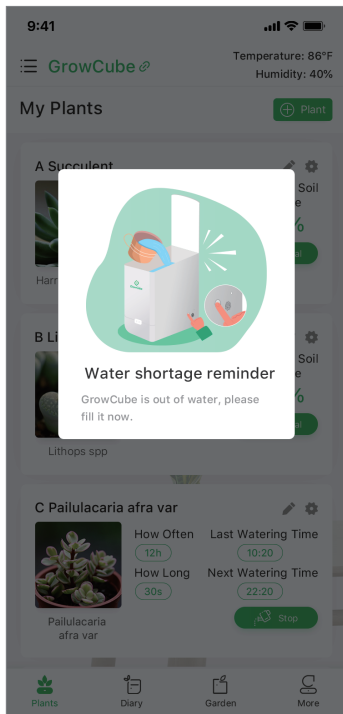 9:41
GrowCube
Temperature: 86°F
Humidity: 40%
My Plants
Plant
A Succulent
Soil
Harr
Water shortage reminder
GrowCube is out of water, please
fill it now.
B Li
Soil
Lithops spp
C Pailulacaria afra var
How Often
Last Watering Time
12h
10:20
How Long
Next Watering Time
30s
22:20
Stop
Pailulacaria
afra var
Plants
Diary
Garden
More